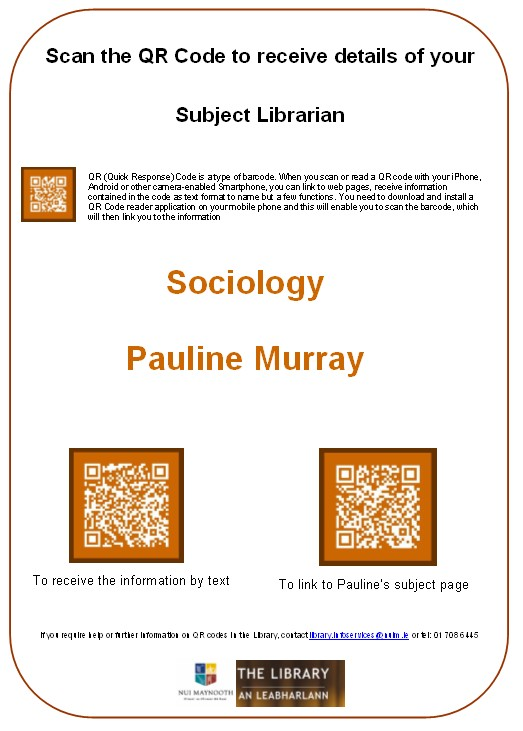 Scan the QR Code to receive details of your
Subject Librarian
QR (Quick Response) Code is a type of barcode. When you scan or read a QR code with your iPhone,
Android or other camera-enabled Smartphone, you can link to web pages, receive information
contained in the code as text format to name but a few functions. You need to download and install a
QR Code reader application on your mobile phone and this will enable you to scan the barcode, which
will then link you to the information
Sociology
Pauline Murray
To receive the information by text
To link to Pauline's subject page
If you require help or further information on QR codes in the Library, contact library.infoservices@nuim.ie or tel: 01 708 6445
NUI MAYNOOTH
THE LIBRARY
AN LEABHARLANN